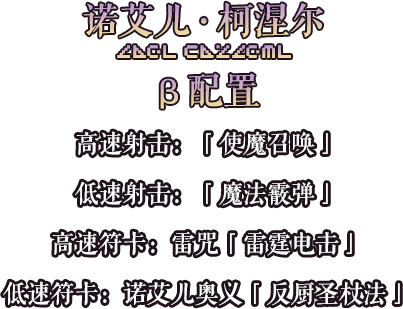 诺艾儿·柯涅尔
β 配置
高速射击：「使魔召唤」
低速射击：「魔法霰弹」
高速符卡：雷咒「雷霆电击」
低速符卡：诺艾儿奥义「反厨圣杖法」